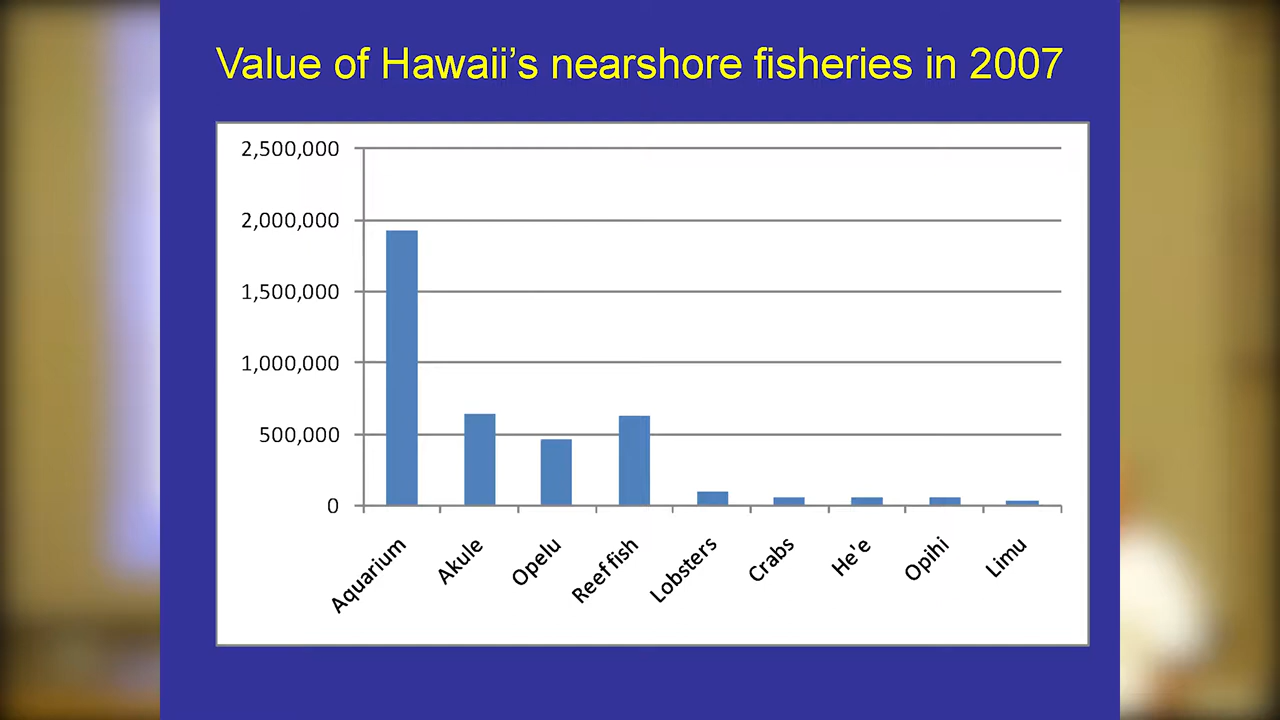 Value of Hawaii’s nearshore fisheries in 2007
2,500,000
2,000,000
1,500,000
1,000,000
500,000
0
Aquarium
Akule
Opelu
Reef fish
Lobsters
Crabs
He'e
Opihi
Limu